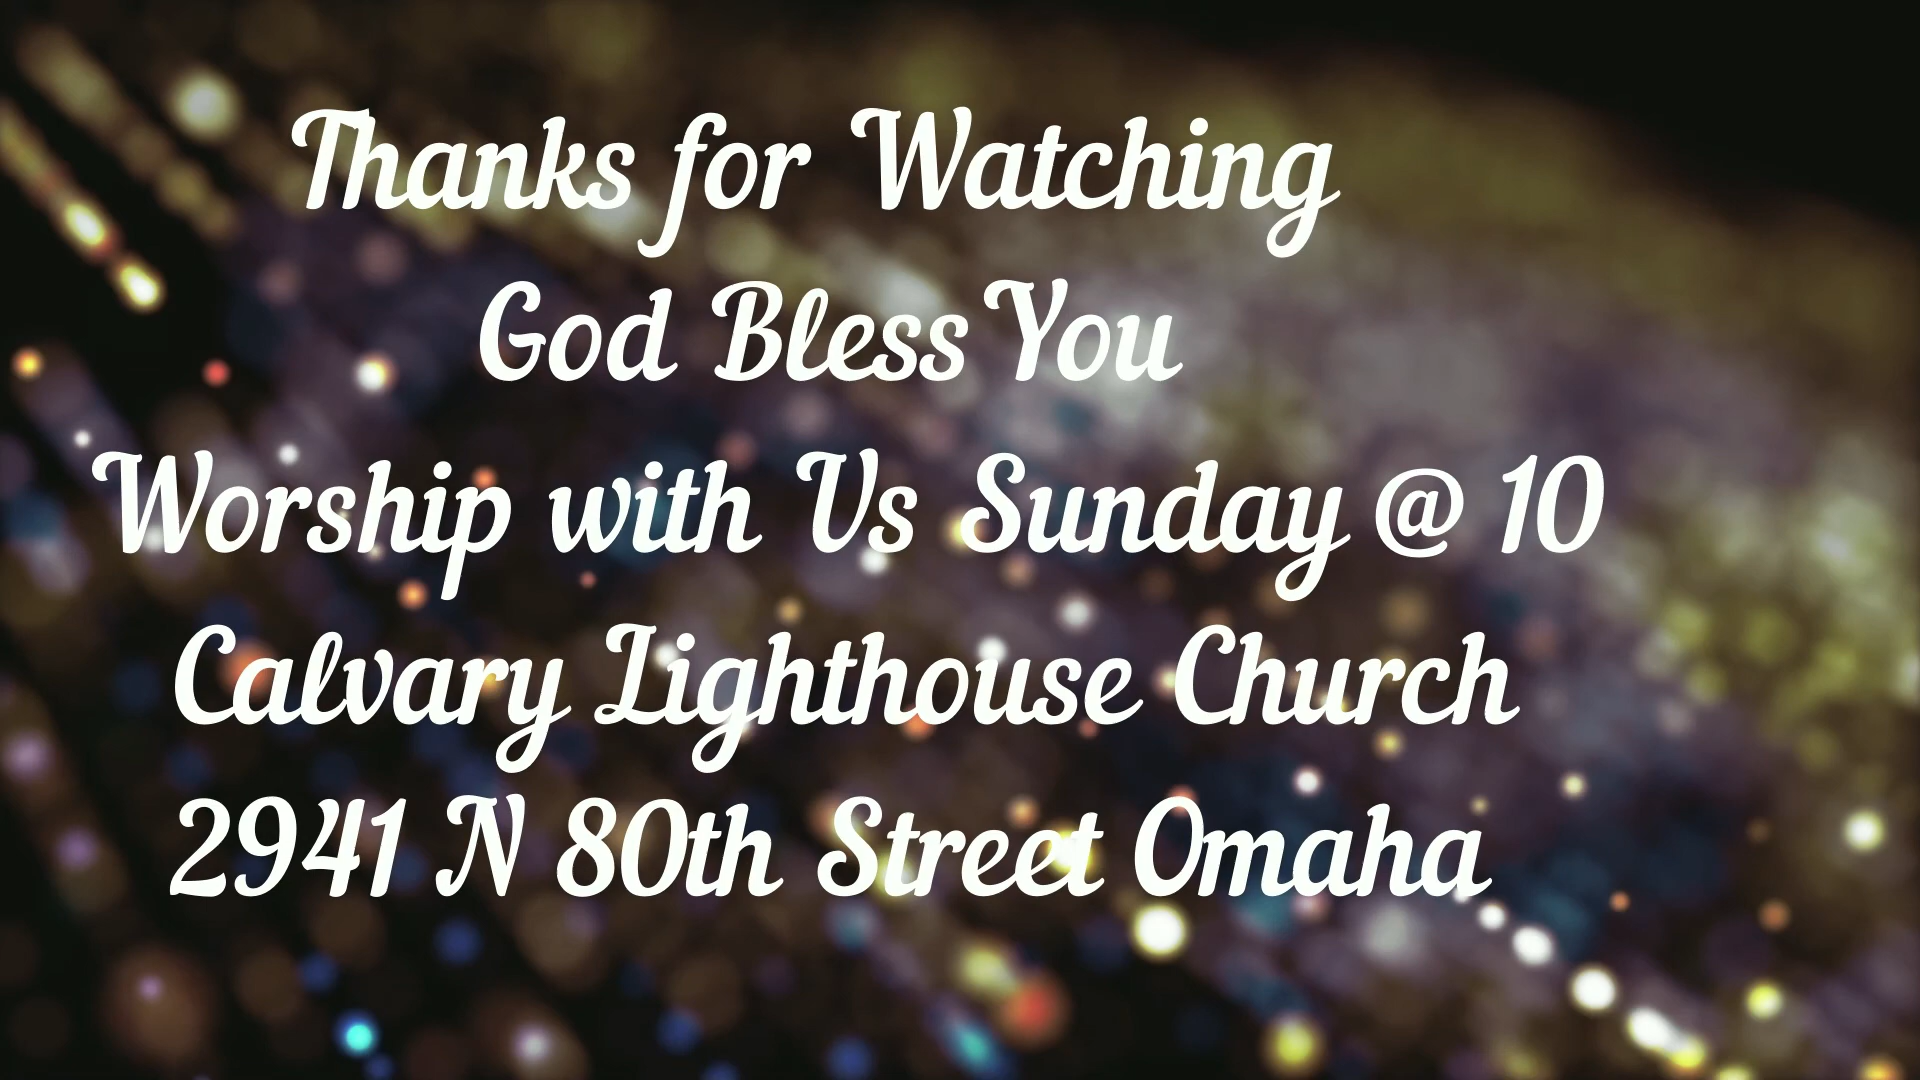 Thanks for Watching
God Bless You
Worship with Us Sunday @ 10
Calvary Lighthouse Church
2941 N 80th Street Omaha